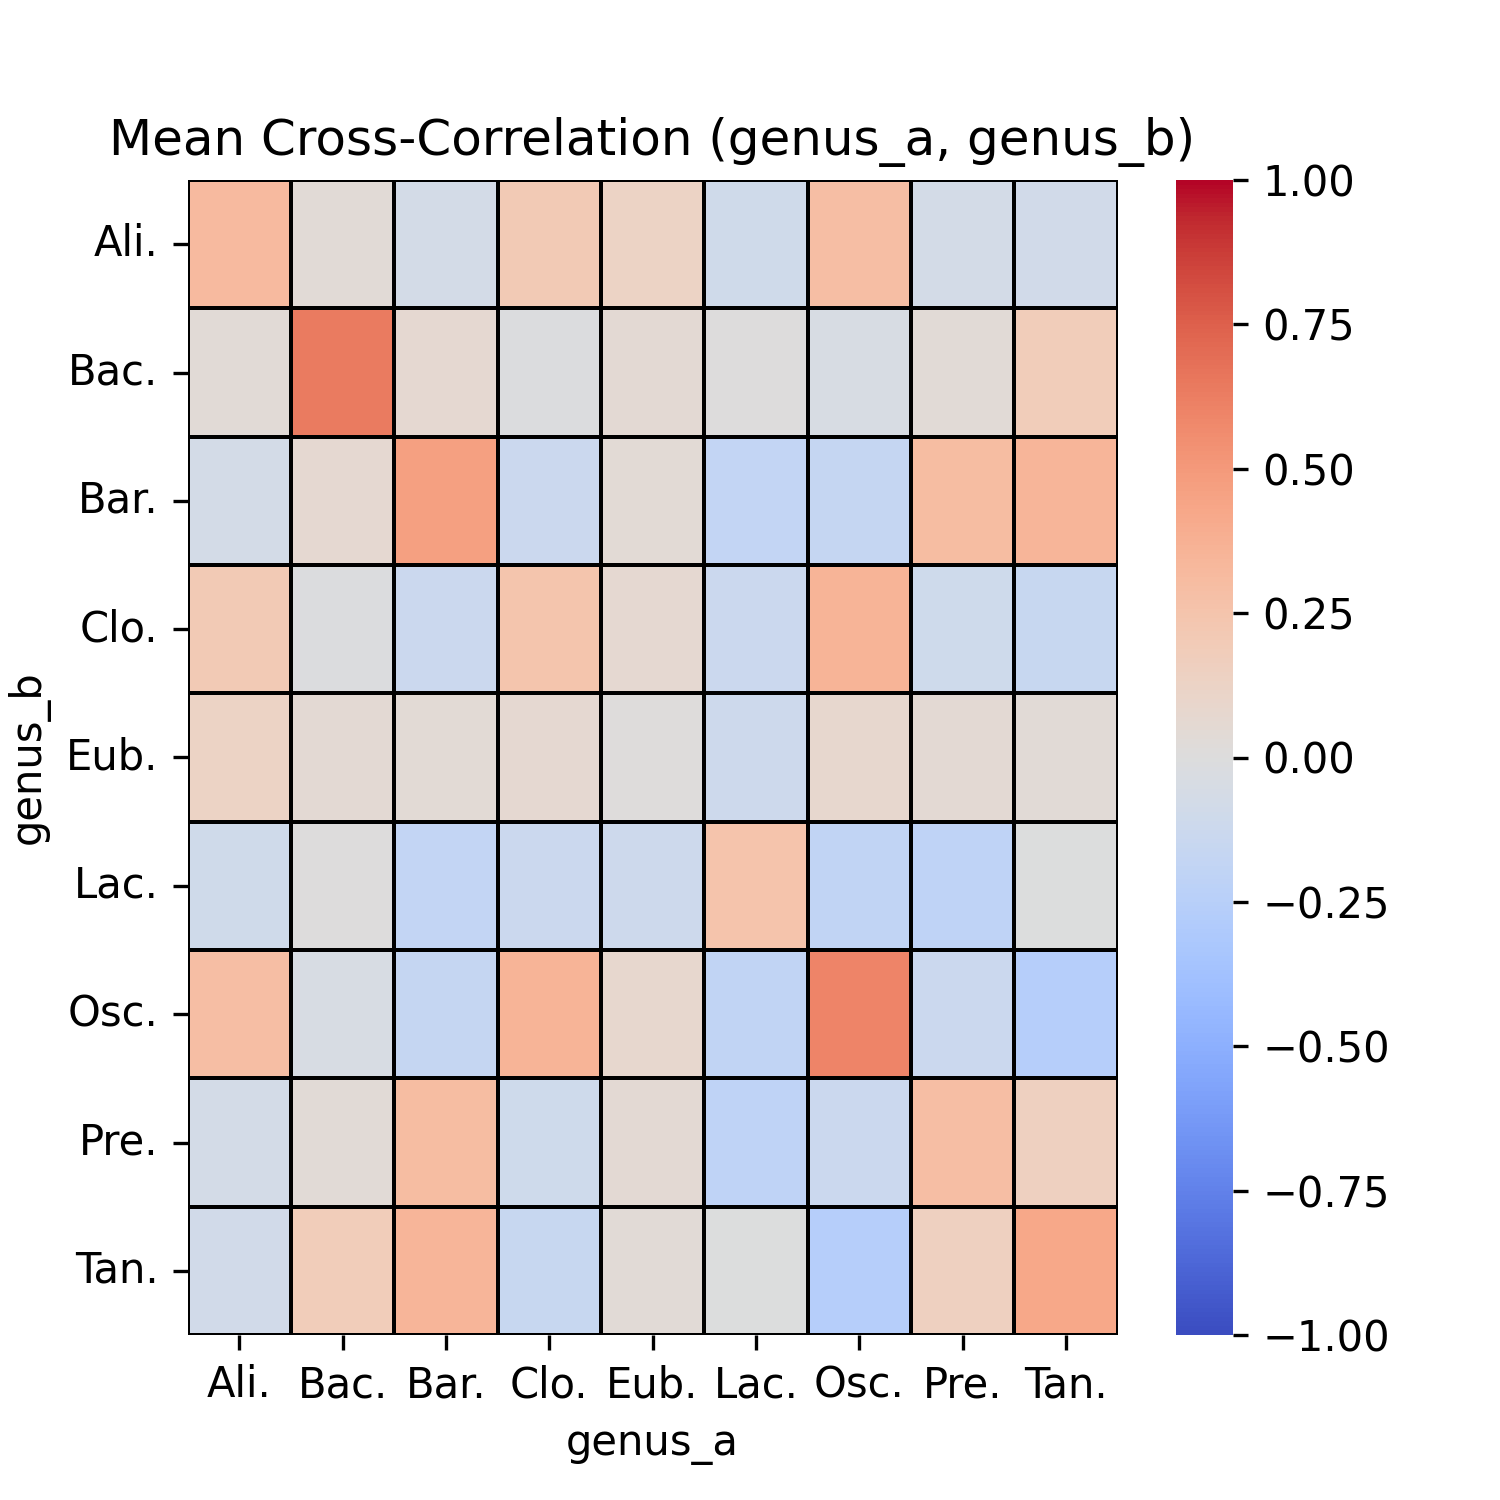 Mean Cross-Correlation (genus_a, genus_b)
1.00
0.75
0.50
0.25
0.00
−0.25
−0.50
−0.75
−1.00
genus_b
Ali.
Bac.
Bar.
Clo.
Eub.
Lac.
Osc.
Pre.
Tan.
Ali. Bac. Bar. Clo. Eub. Lac. Osc. Pre. Tan.
genus_a